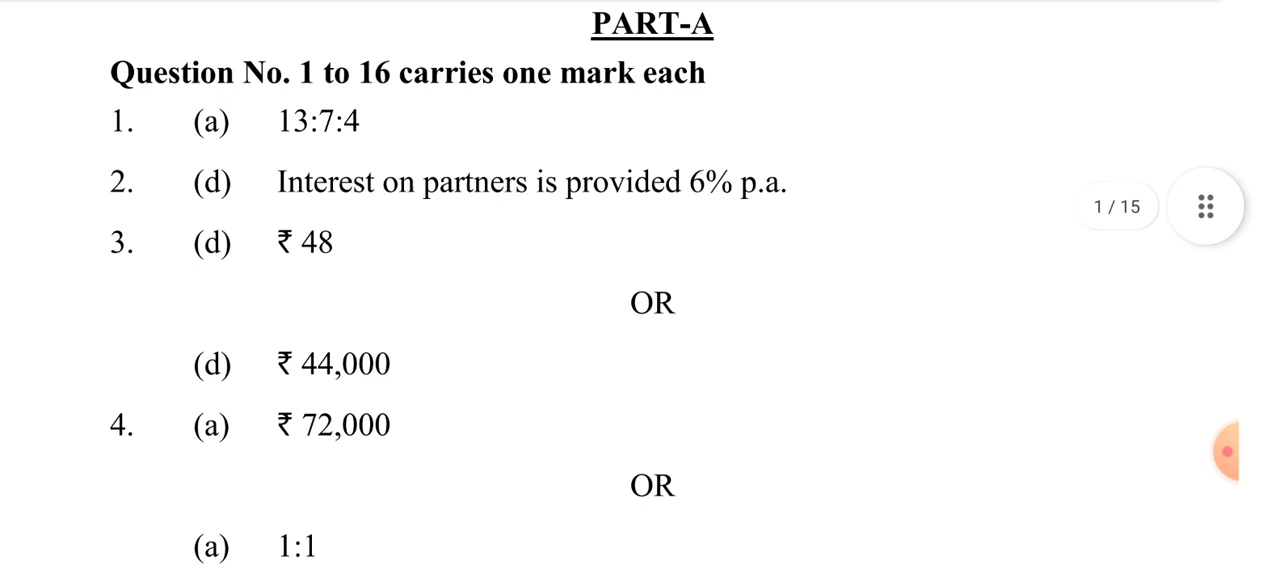 PART-A
Question No. 1 to 16 carries one mark each
1. (a) 13:7:4
2. (d) Interest on partners is provided 6% p.a.
1 / 15
3. (d) ₹ 48
OR
(d) ₹ 44,000
4. (a) ₹ 72,000
OR
(a) 1:1